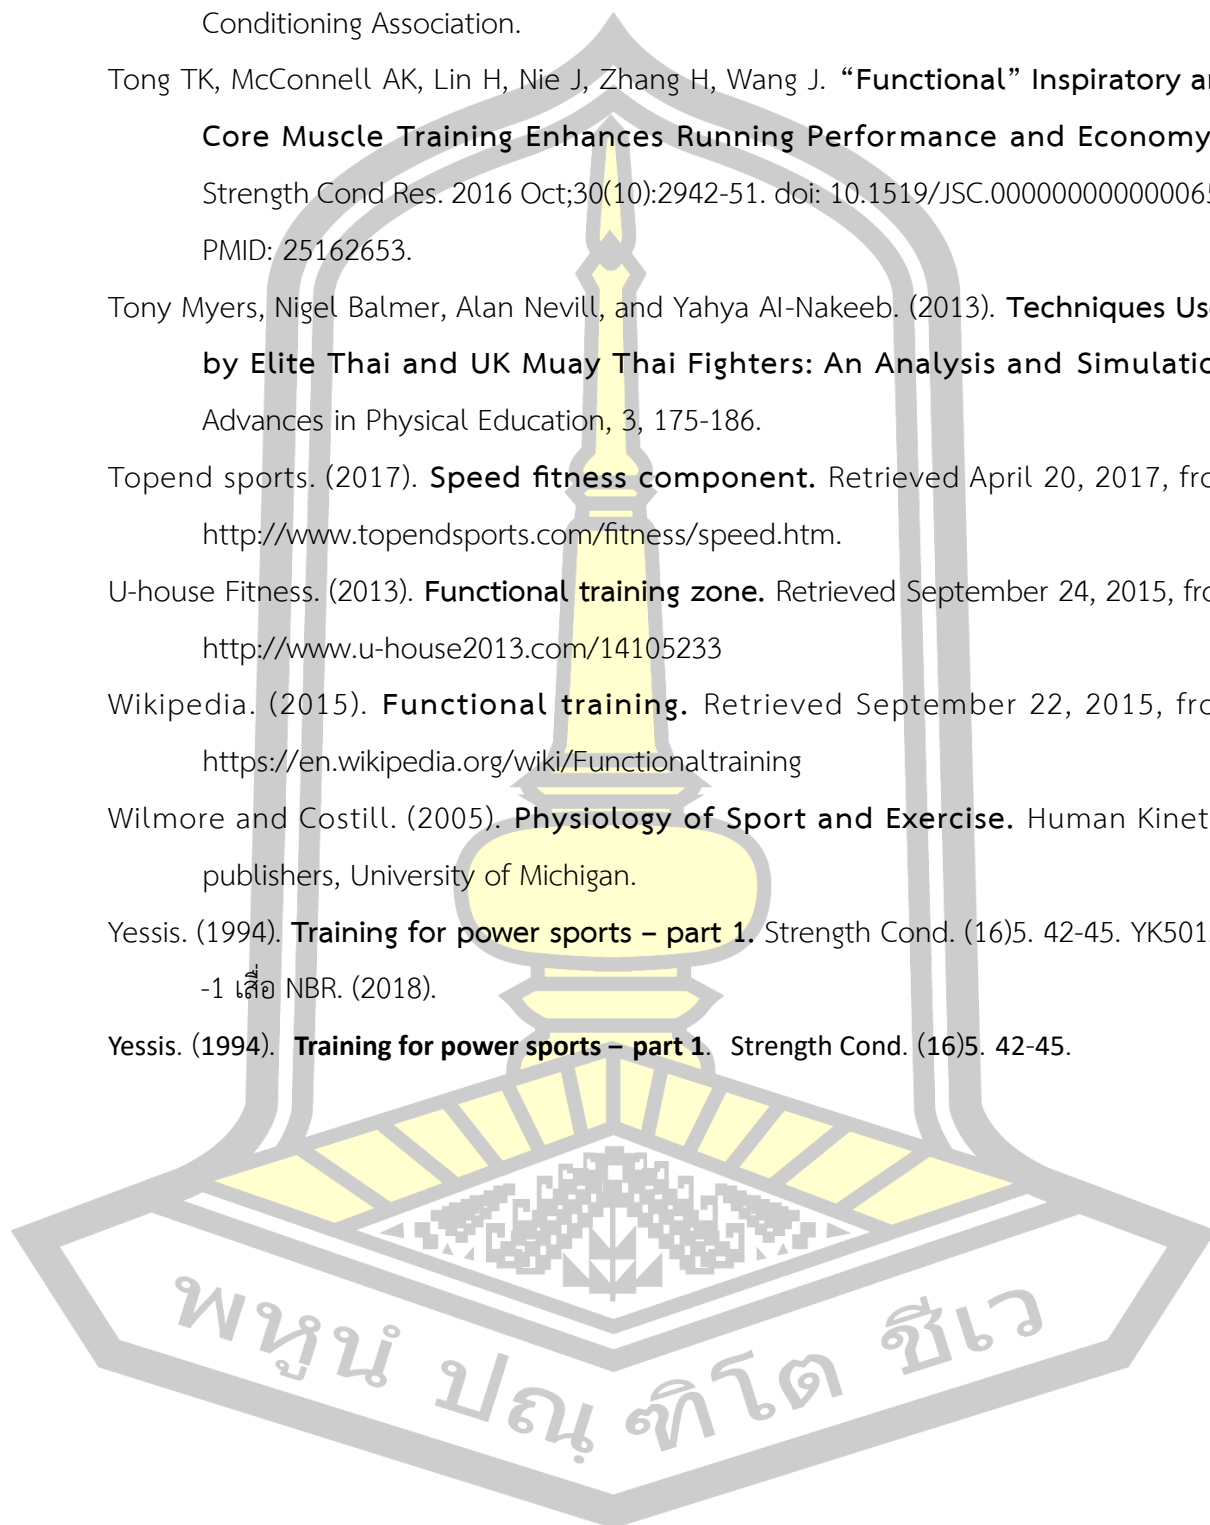 Conditioning Association.
Tong TK, McConnell AK, Lin H, Nie J, Zhang H, Wang J. “Functional” Inspiratory
Core Muscle Training Enhances Running Performance and Economy
Strength Cond Res. 2016 Oct;30(10):2942-51. doi: 10.1519/JSC.00000000000006
PMID: 25162653.
Tony Myers, Nigel Balmer, Alan Nevill, and Yahya AI-Nakeeb. (2013). Techniques
by Elite Thai and UK Muay Thai Fighters: An Analysis and
Advances in Physical Education, 3, 175-186.
Topend sports. (2017). Speed fitness component. Retrieved April 20, 2017,
http://www.topendsports.com/fitness/speed.htm.
U-house Fitness. (2013). Functional training zone. Retrieved September 24, 2015,
http://www.u-house2013.com/14105233
Wikipedia. (2015). Functional training. Retrieved September 22, 2015,
https://en.wikipedia.org/wiki/Functionaltraining
Wilmore and Costill. (2005). Physiology of Sport and Exercise. Human
publishers, University of Michigan.
Yessis. (1994). Training for power sports – part 1. Strength Cond. (16)5. 42-45. YK501
-1 เสื่อ NBR. (2018).
Yessis. (1994). Training for power sports – part 1. Strength Cond. (16)5. 42-45.
พหูนํ ปณฺฑิโต ชีเว